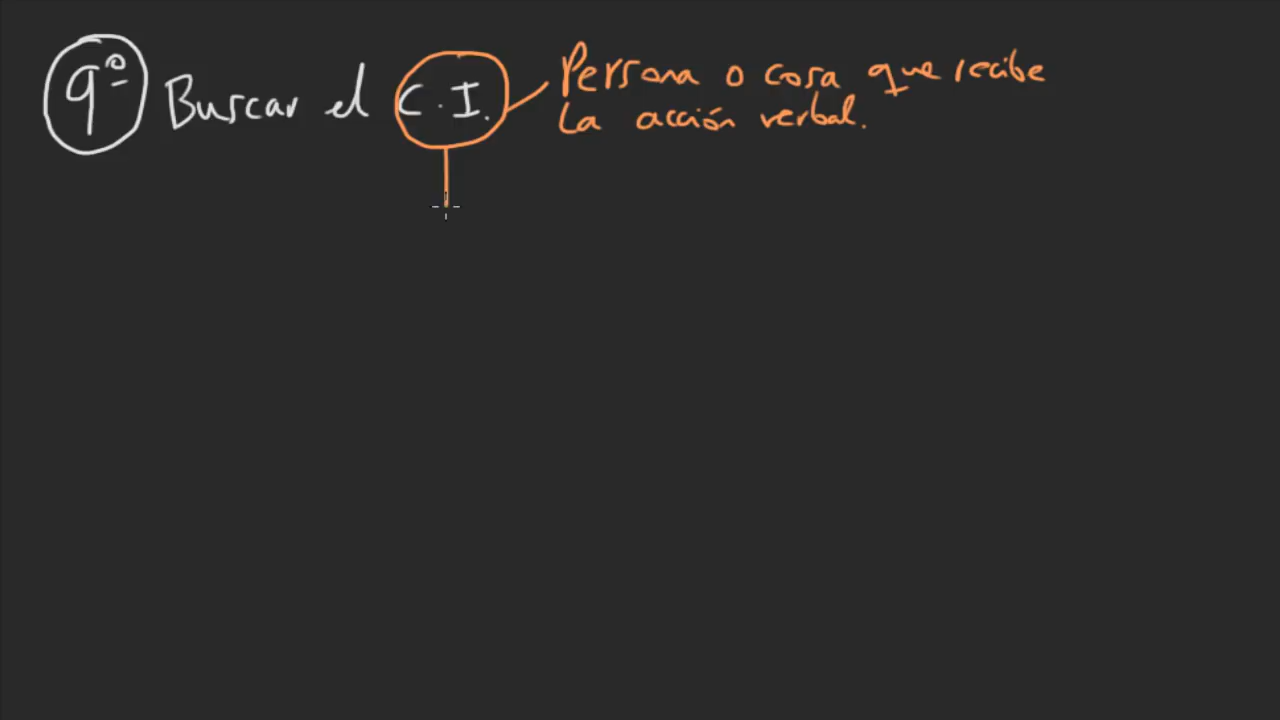 9º Buscar el C.I.
Persona o cosa que recibe
la acción verbal.